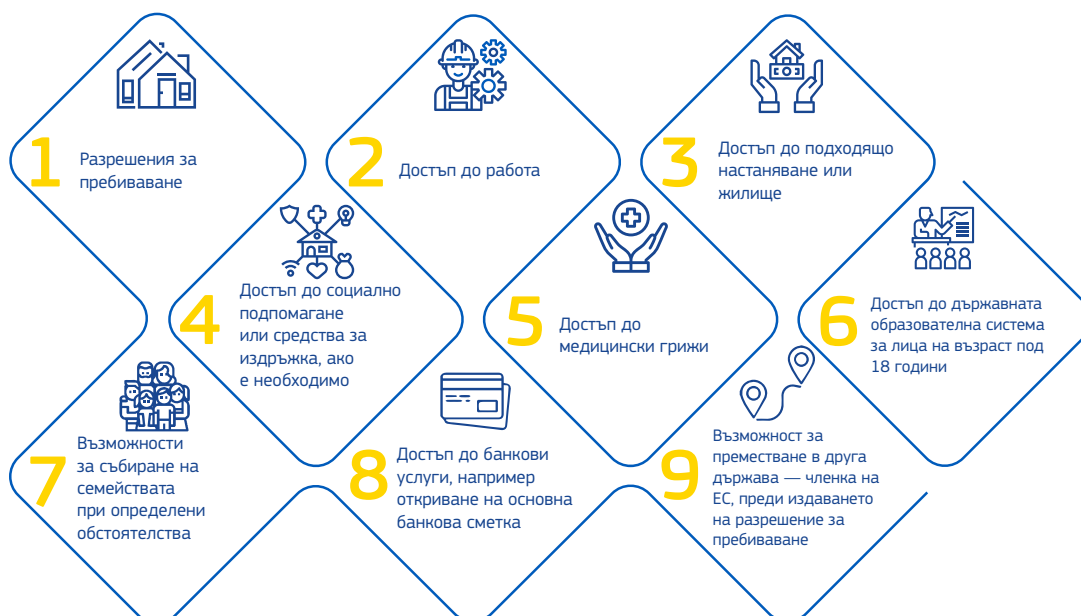 1
Разрешения за
пребиваване
2
Достъп до работа
3
Достъп до подходящо
настаняване или
жилище
4
Достъп до социално
подпомагане
или средства за
издръжка, ако
е необходимо
5
Достъп до
медицински грижи
6
Достъп до държавната
образователна система
за лица на възраст под
18 години
7
Възможности
за събиране на
семействата
при определени
обстоятелства
8
Достъп до банкови
услуги, например
откриване на основна
банкова сметка
9
Възможност за
преместване в друга
държава — членка на
ЕС, преди издаването
на разрешение за
пребиваване